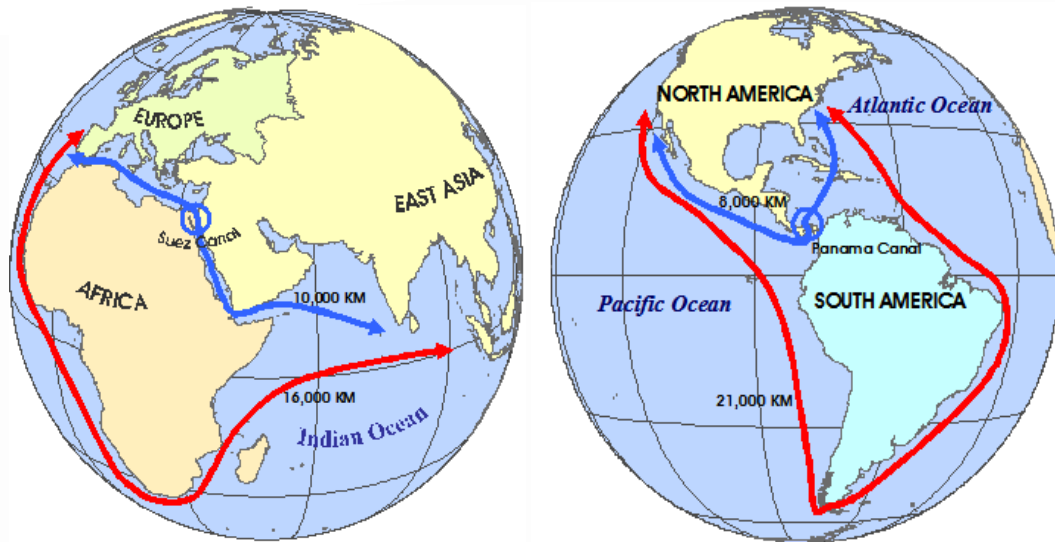 EUROPE
EAST ASIA
Suez Canal
AFRICA
10,000 KM
16,000 KM
Indian Ocean
NORTH AMERICA
Atlantic Ocean
8,000 KM
Panama Canal
Pacific Ocean
SOUTH AMERICA
21,000 KM